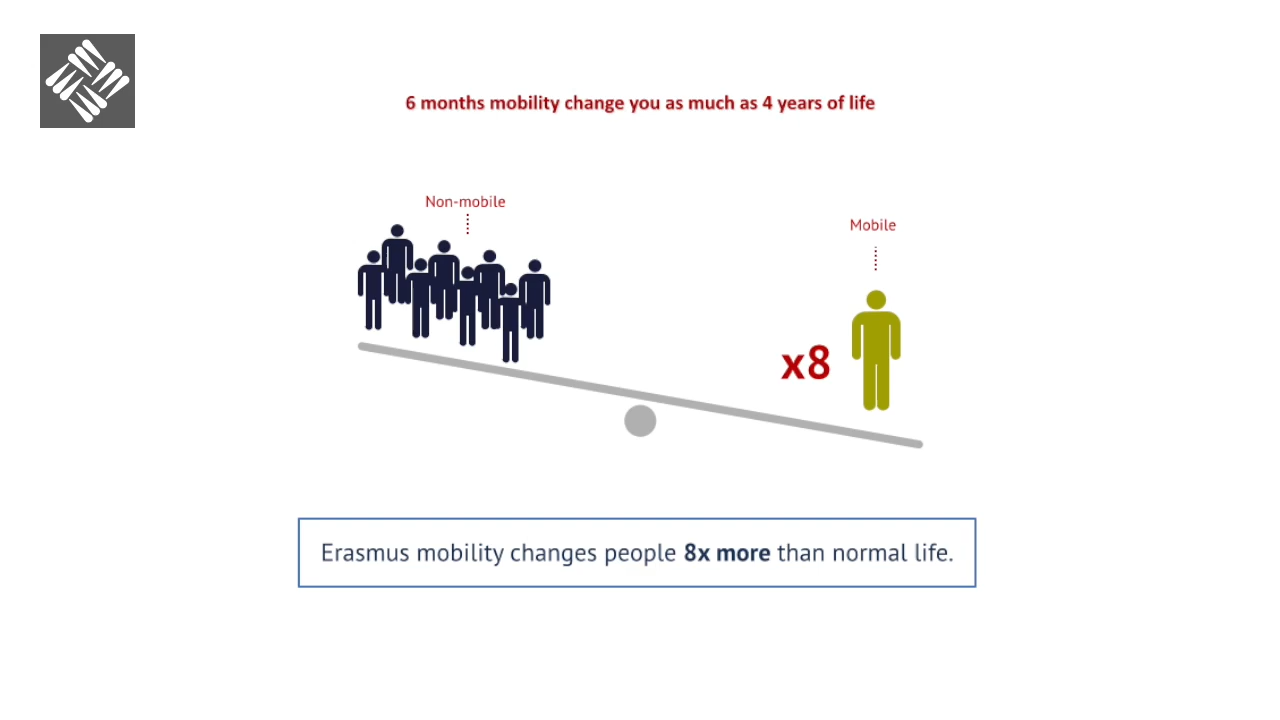 6 months mobility change you as much as 4 years of life
Non-mobile
Mobile
x8
Erasmus mobility changes people 8x more than normal life.